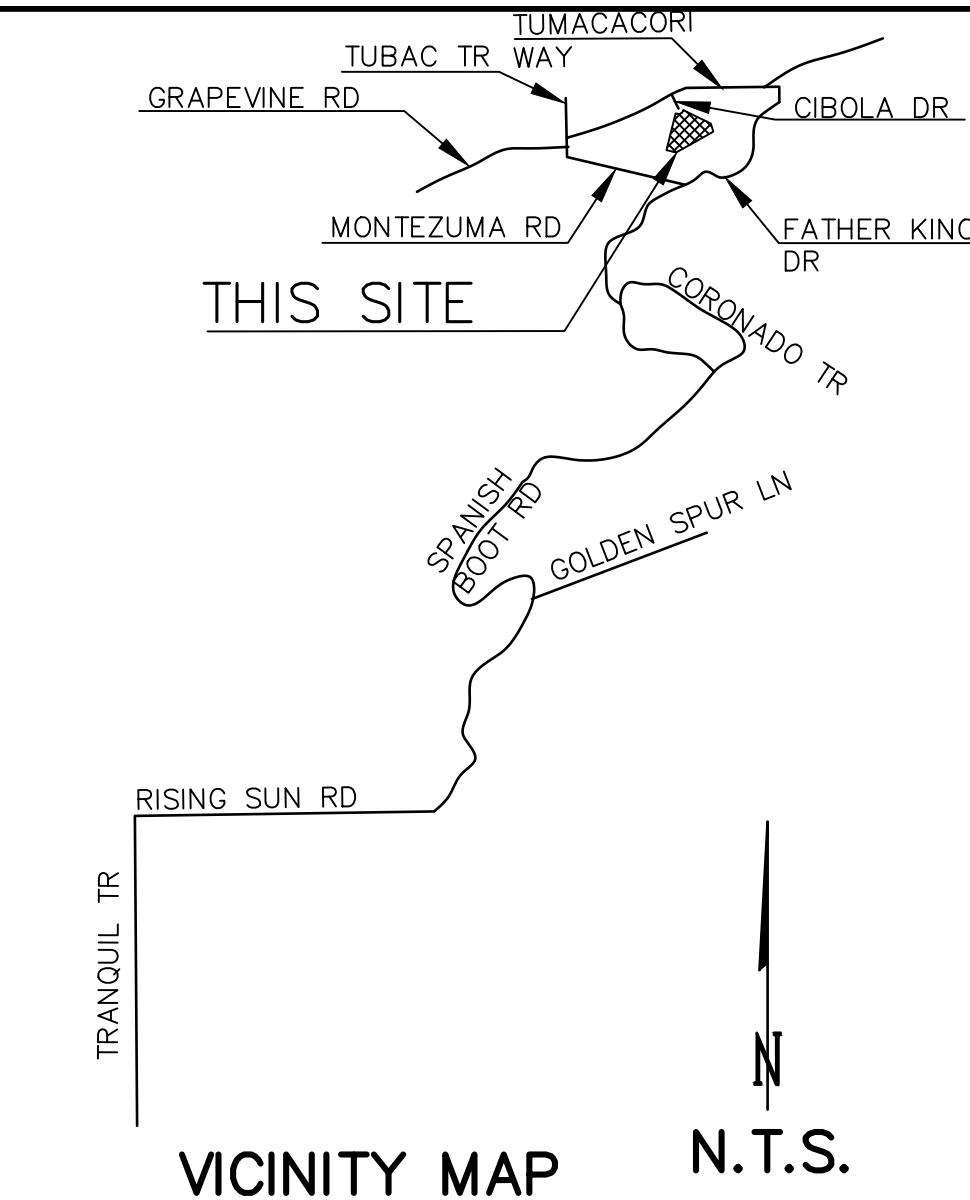 TUMACACORI
WAY
TUBAC TR
GRAPEVINE RD
CIBOLA DR
MONTEZUMA RD
FATHER KINO
DR
THIS SITE
CORONADO TR
SPANISH
BOOT RD
GOLDEN SPUR LN
RISING SUN RD
TRANQUIL TR
N
N.T.S.
VICINITY MAP